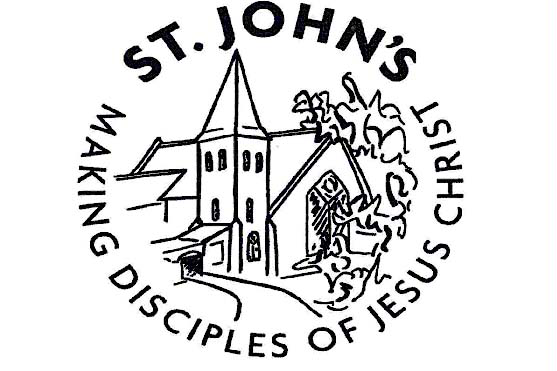 ST. JOHN'S
MAKING DISCIPLES OF JESUS CHRIST